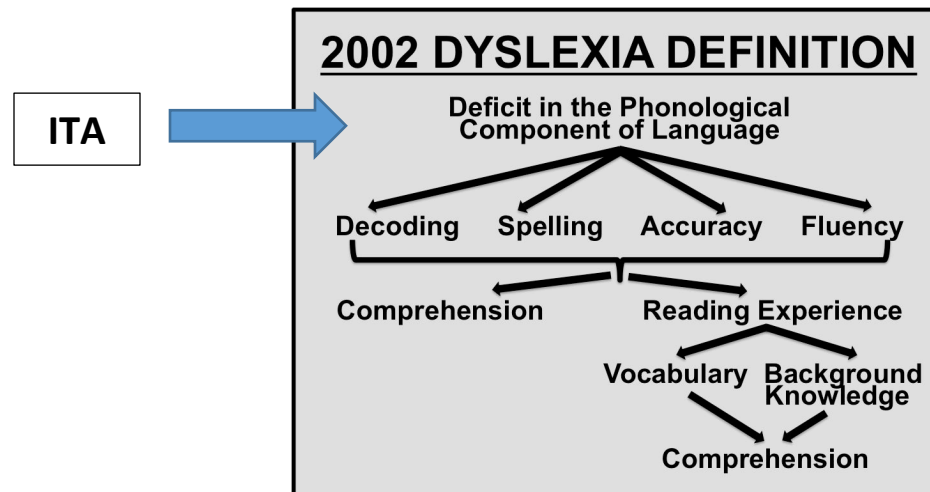 2002 DYSLEXIA DEFINITION
ITA
Deficit in the Phonological
Component of Language
Decoding Spelling Accuracy Fluency
Comprehension Reading Experience
Vocabulary Background
Knowledge
Comprehension